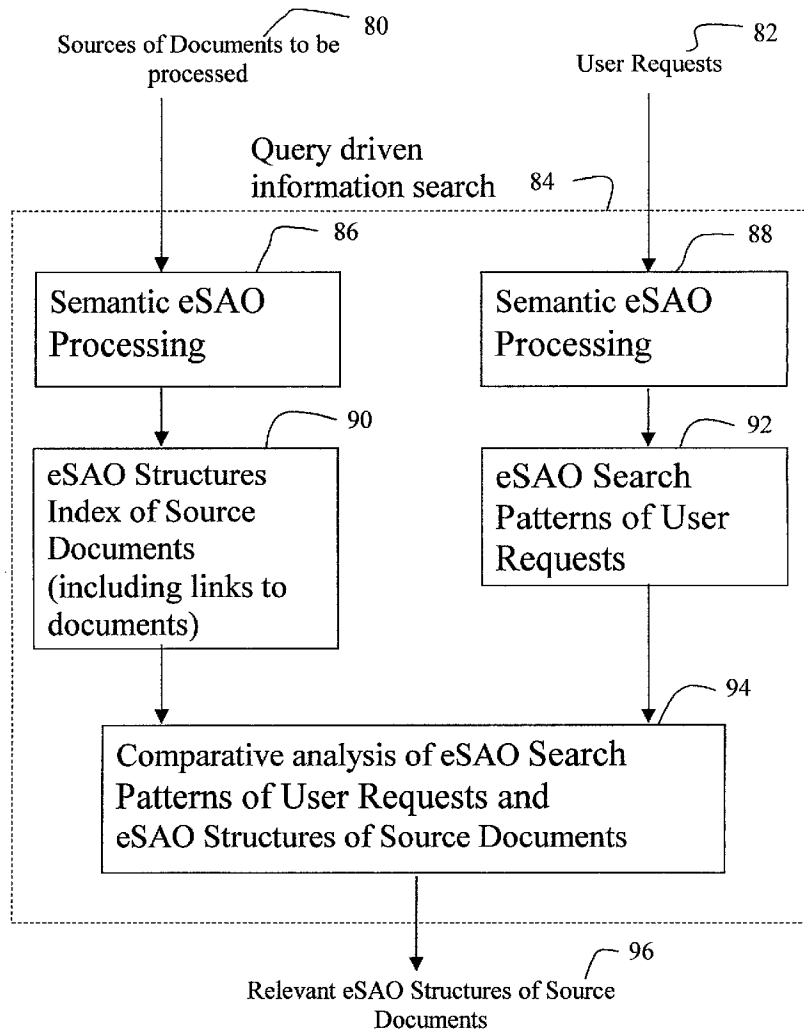 80
Sources of Documents to be
processed
82
User Requests
Query driven
information search
84
86
88
Semantic eSAO
Processing
Semantic eSAO
Processing
90
92
eSAO Structures
Index of Source
Documents
(including links to
documents)
eSAO Search
Patterns of User
Requests
94
Comparative analysis of eSAO Search
Patterns of User Requests and
eSAO Structures of Source Documents
96
Relevant eSAO Structures of Source
Documents